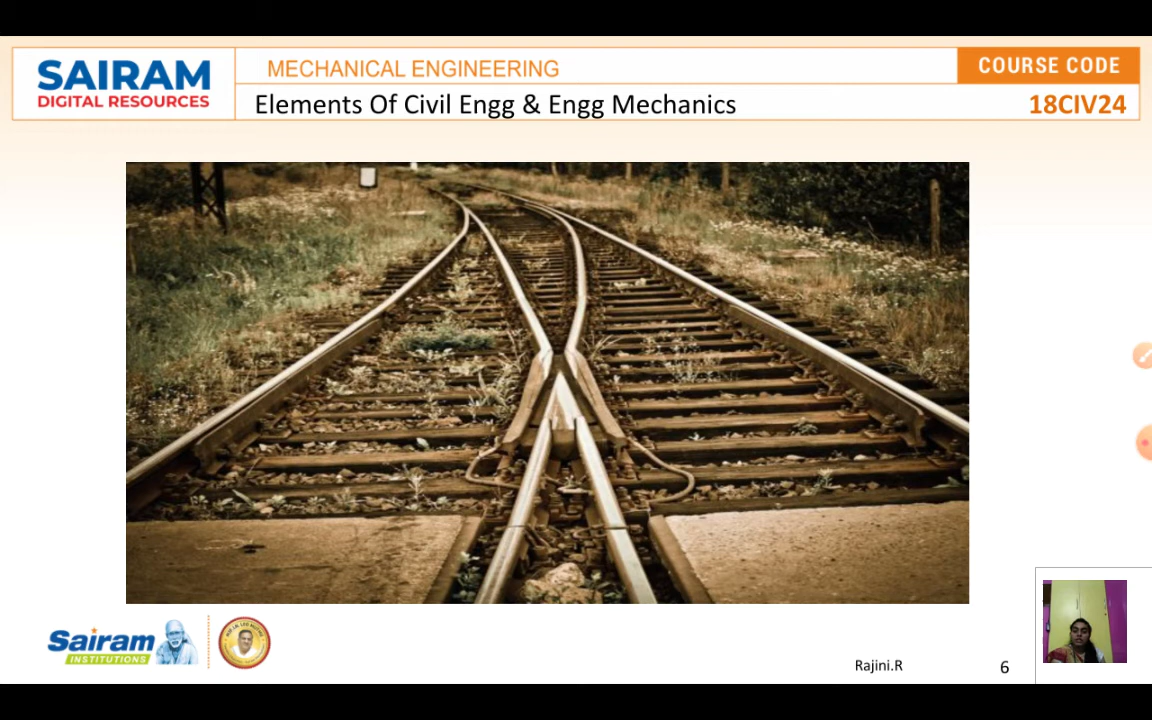 SAIRAM
DIGITAL RESOURCES
MECHANICAL ENGINEERING
COURSE CODE
Elements Of Civil Engg & Engg Mechanics
18CIV24
Sairam
INSTITUTIONS
Rajini.R
6